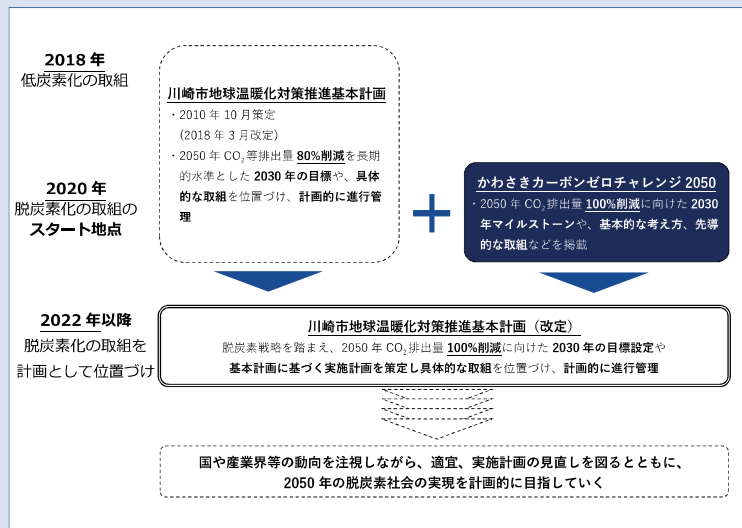 2018 年
低炭素化の取組
川崎市地球温暖化対策推進基本計画
・2010 年 10 月策定
(2018 年 3 月改定)
・2050 年 CO₂等排出量 80%削減を長期
的水準とした 2030 年の目標や、具体
的な取組を位置づけ、計画的に進行管
理
2020 年
脱炭素化の取組の
スタート地点
かわさきカーボンゼロチャレンジ 2050
・2050 年 CO₂排出量 100%削減に向けた 2030
年マイルストーンや、基本的な考え方、先導
的な取組などを掲載
2022 年以降
脱炭素化の取組を
計画として位置づけ
川崎市地球温暖化対策推進基本計画（改定）
脱炭素戦略を踏まえ、2050 年 CO₂排出量 100%削減に向けた 2030 年の目標設定や
基本計画に基づく実施計画を策定し具体的な取組を位置づけ、計画的に進行管理
国や産業界等の動向を注視しながら、適宜、実施計画の見直しを図るとともに、
2050 年の脱炭素社会の実現を計画的に目指していく